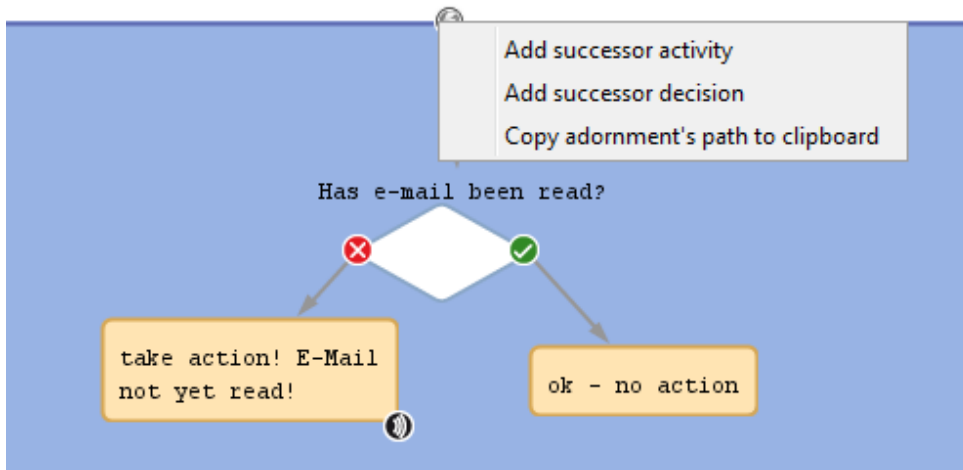 Add successor activity
Add successor decision
Copy adornment's path to clipboard
Has e-mail been read?
take action! E-Mail
not yet read!
ok - no action